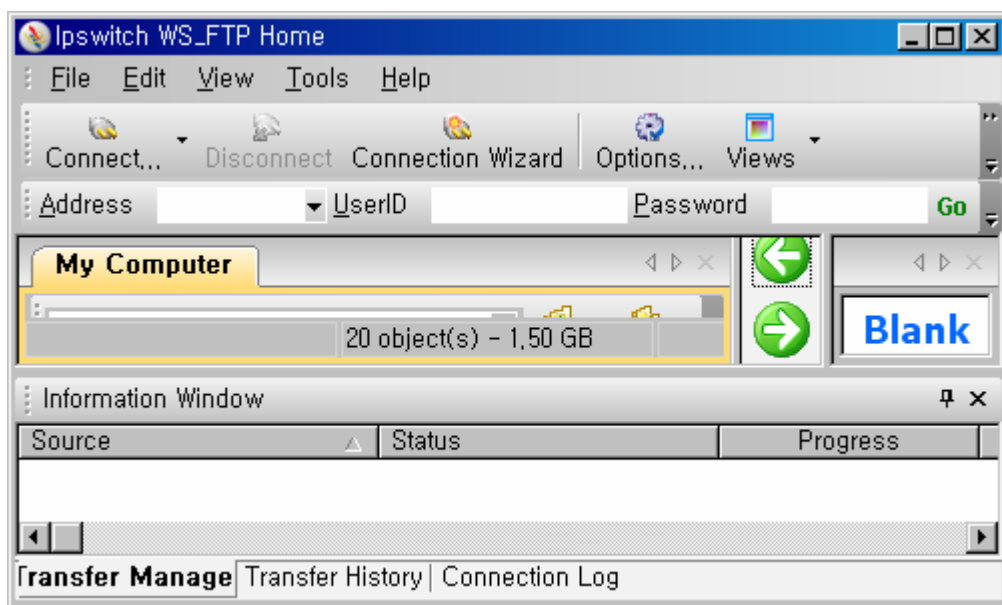 Ipswitch WS_FTP Home
File Edit View Tools Help
Connect... Disconnect Connection Wizard Options... Views
Address UserID Password Go
My Computer
20 object(s) - 1,50 GB
Blank
Information Window
Source Status Progress
Transfer Manage Transfer History Connection Log